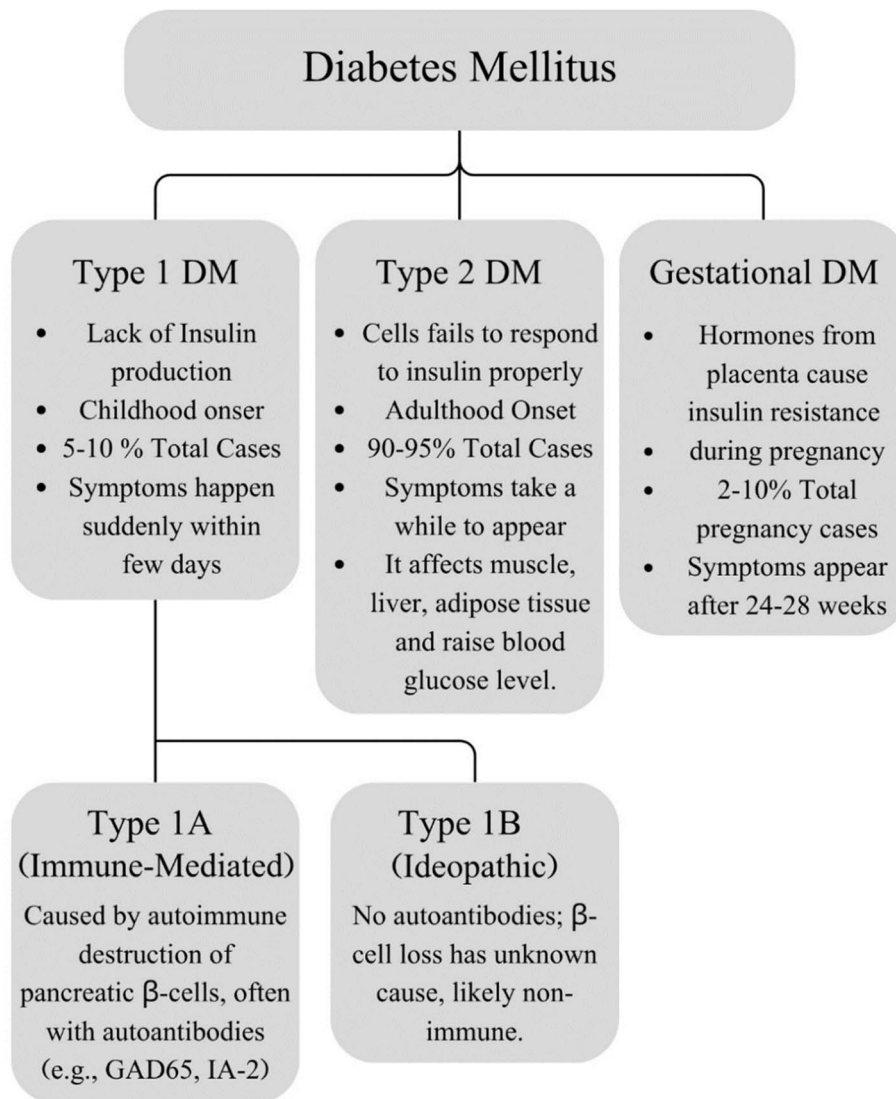 Diabetes Mellitus
Type 1 DM
• Lack of Insulin
production
• Childhood onser
• 5-10 % Total Cases
• Symptoms happen
suddenly within
few days
Type 2 DM
• Cells fails to respond
to insulin properly
• Adulthood Onset
• 90-95% Total Cases
• Symptoms take a
while to appear
• It affects muscle,
liver, adipose tissue
and raise blood
glucose level.
Gestational DM
• Hormones from
placenta cause
insulin resistance
• during pregnancy
• 2-10% Total
pregnancy cases
• Symptoms appear
after 24-28 weeks
Type 1A
(Immune-Mediated)
Caused by autoimmune
destruction of
pancreatic β-cells, often
with autoantibodies
(e.g., GAD65, IA-2)
Type 1B
(Ideopathic)
No autoantibodies; β-
cell loss has unknown
cause, likely non-
immune.